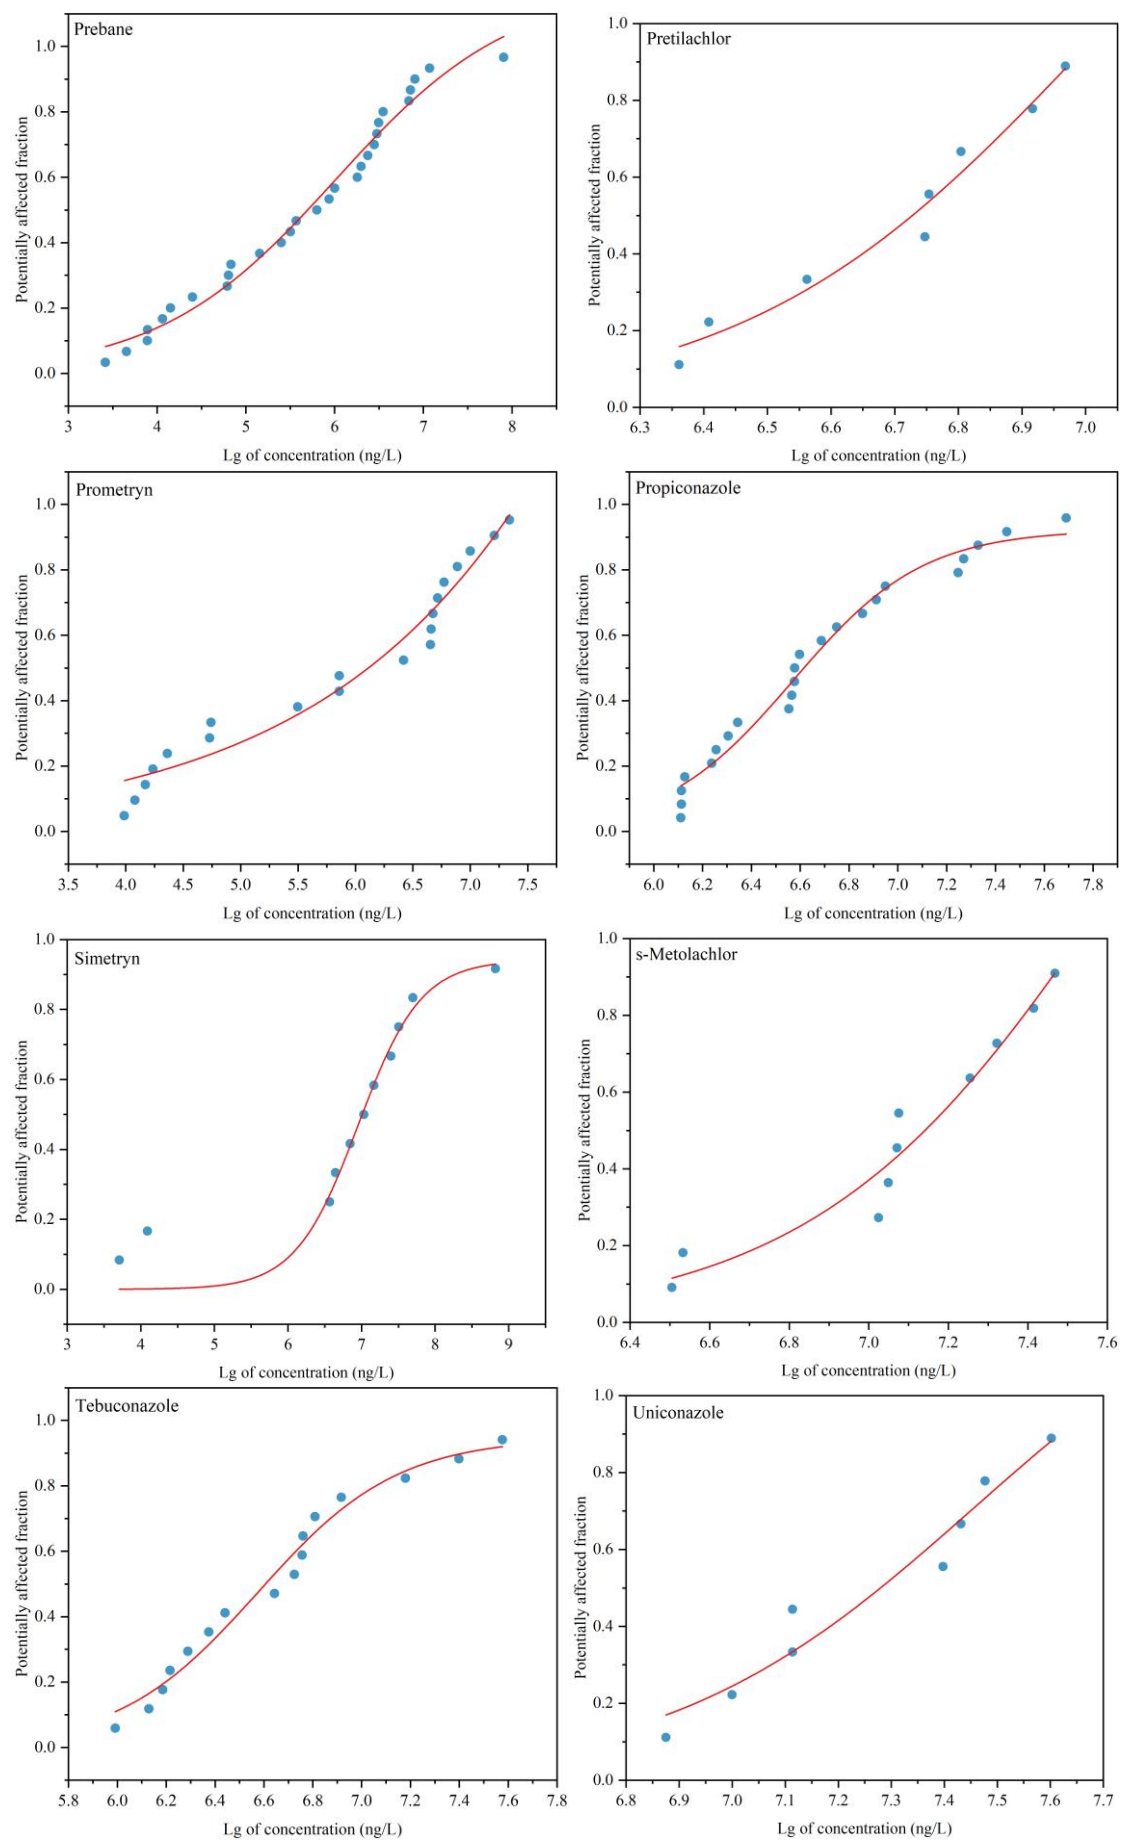 Prebane
Potentially affected fraction
1.0
0.8
0.6
0.4
0.2
0.0
3 4 5 6 7 8
Lg of concentration (ng/L)
Pretilachlor
Potentially affected fraction
1.0
0.8
0.6
0.4
0.2
0.0
6.3 6.4 6.5 6.6 6.7 6.8 6.9 7.0
Lg of concentration (ng/L)
Prometryn
Potentially affected fraction
1.0
0.8
0.6
0.4
0.2
0.0
3.5 4.0 4.5 5.0 5.5 6.0 6.5 7.0 7.5
Lg of concentration (ng/L)
Propiconazole
Potentially affected fraction
1.0
0.8
0.6
0.4
0.2
0.0
6.0 6.2 6.4 6.6 6.8 7.0 7.2 7.4 7.6 7.8
Lg of concentration (ng/L)
Simetryn
Potentially affected fraction
1.0
0.8
0.6
0.4
0.2
0.0
3 4 5 6 7 8 9
Lg of concentration (ng/L)
s-Metolachlor
Potentially affected fraction
1.0
0.8
0.6
0.4
0.2
0.0
6.4 6.6 6.8 7.0 7.2 7.4 7.6
Lg of concentration (ng/L)
Tebuconazole
Potentially affected fraction
1.0
0.8
0.6
0.4
0.2
0.0
5.8 6.0 6.2 6.4 6.6 6.8 7.0 7.2 7.4 7.6 7.8
Lg of concentration (ng/L)
Uniconazole
Potentially affected fraction
1.0
0.8
0.6
0.4
0.2
0.0
6.8 6.9 7.0 7.1 7.2 7.3 7.4 7.5 7.6 7.7
Lg of concentration (ng/L)